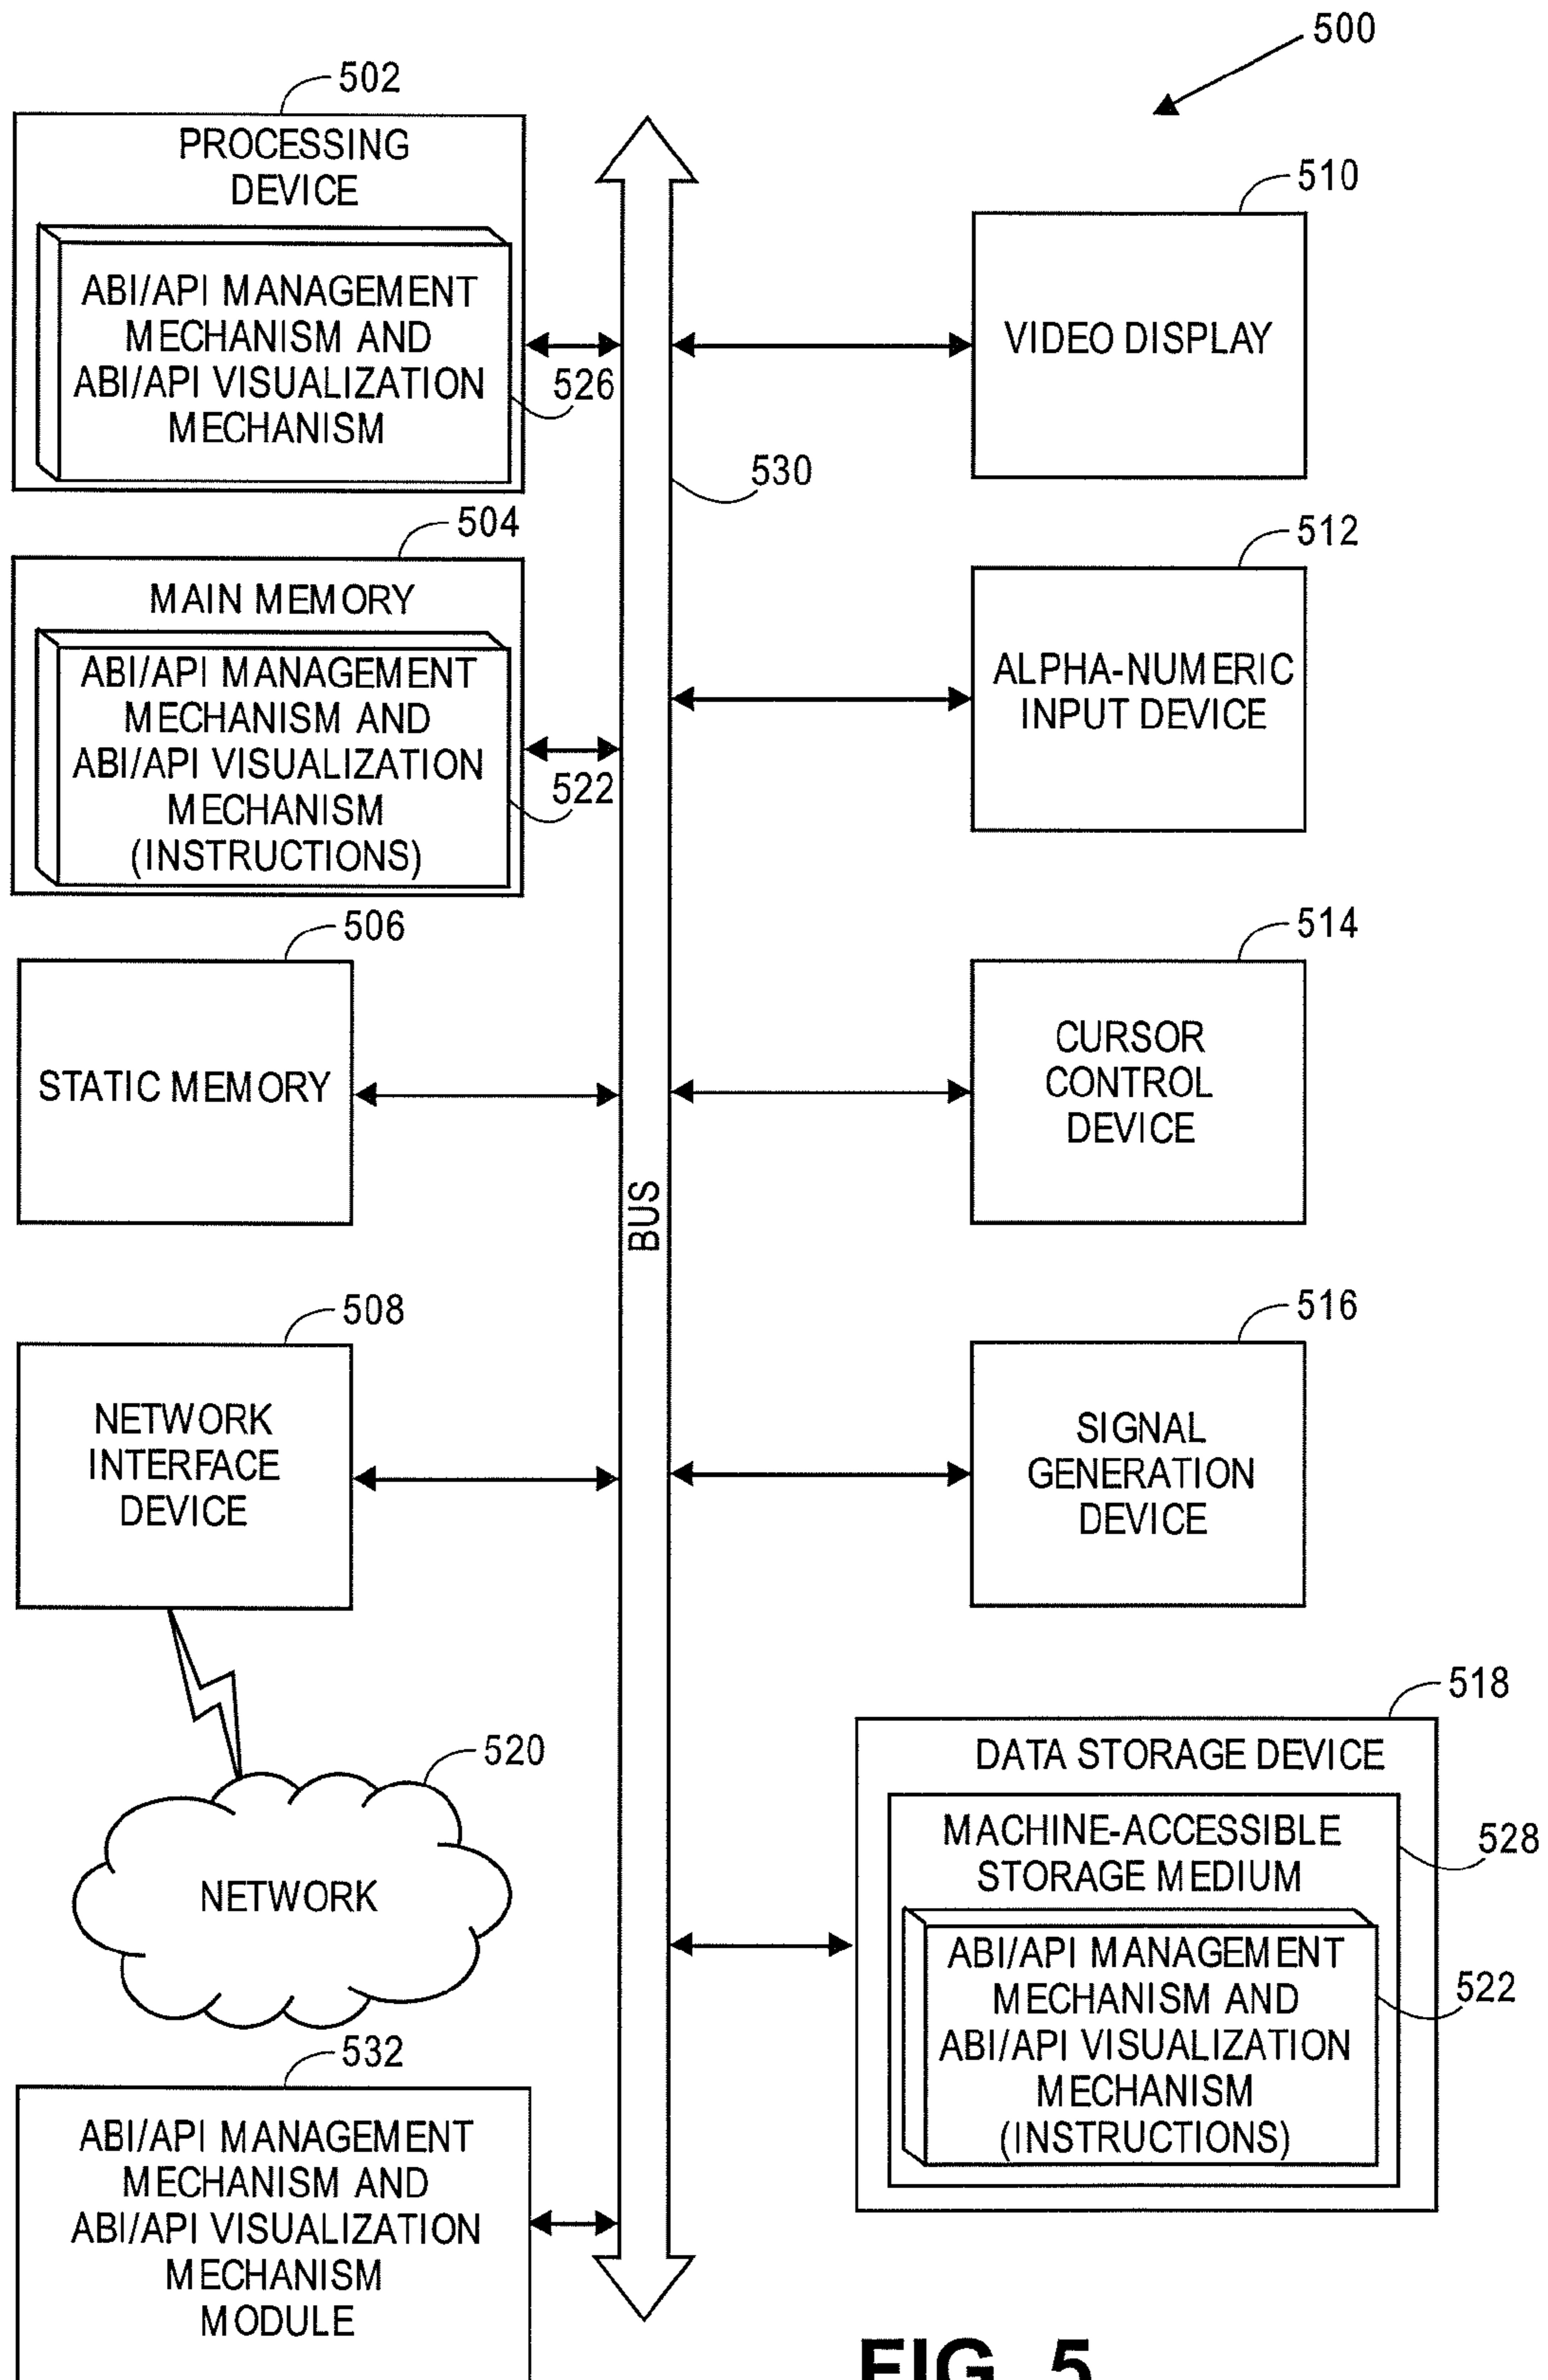 500
502
PROCESSING
DEVICE
ABI/API MANAGEMENT
MECHANISM AND
ABI/API VISUALIZATION
MECHANISM
526
510
VIDEO DISPLAY
530
504
MAIN MEMORY
ABI/API MANAGEMENT
MECHANISM AND
ABI/API VISUALIZATION
MECHANISM
(INSTRUCTIONS)
522
512
ALPHA-NUMERIC
INPUT DEVICE
506
STATIC MEMORY
514
CURSOR
CONTROL
DEVICE
BUS
508
NETWORK
INTERFACE
DEVICE
516
SIGNAL
GENERATION
DEVICE
520
NETWORK
518
DATA STORAGE DEVICE
MACHINE-ACCESSIBLE
STORAGE MEDIUM
528
ABI/API MANAGEMENT
MECHANISM AND
ABI/API VISUALIZATION
MECHANISM
(INSTRUCTIONS)
522
532
ABI/API MANAGEMENT
MECHANISM AND
ABI/API VISUALIZATION
MECHANISM
MODULE
FIG. 5